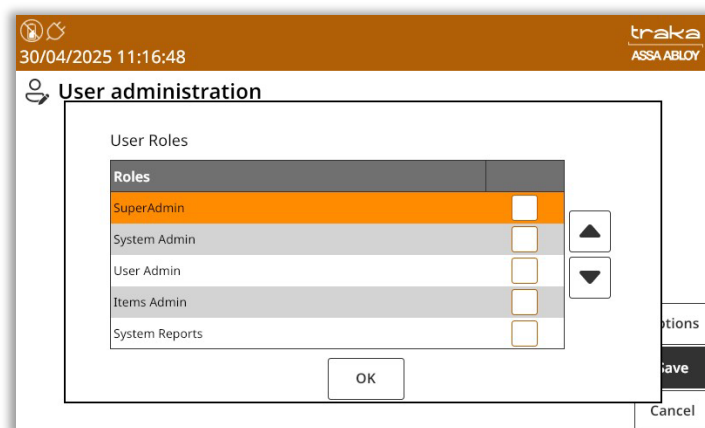 traka
30/04/2025 11:16:48
ASSA ABLOY
User administration
User Roles
Roles
SuperAdmin
System Admin
User Admin
Items Admin
System Reports
OK
ptions
Save
Cancel